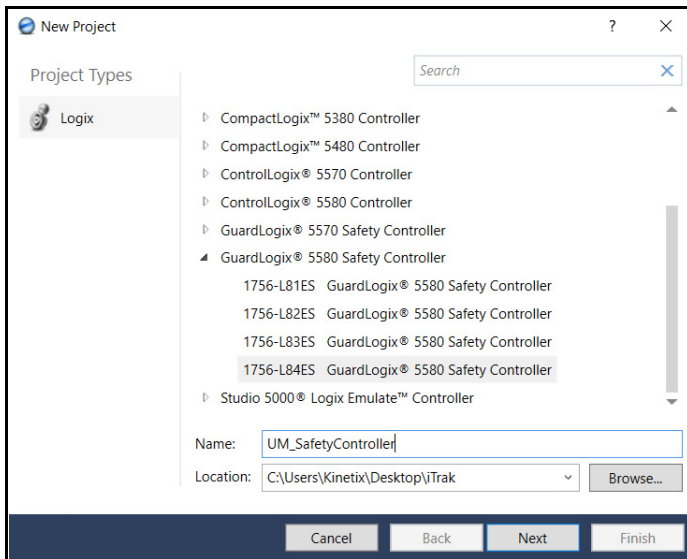 New Project
?
Project Types
Search
Logix
CompactLogix™ 5380 Controller
CompactLogix™ 5480 Controller
ControlLogix® 5570 Controller
ControlLogix® 5580 Controller
GuardLogix® 5570 Safety Controller
GuardLogix® 5580 Safety Controller
1756-L81ES GuardLogix® 5580 Safety Controller
1756-L82ES GuardLogix® 5580 Safety Controller
1756-L83ES GuardLogix® 5580 Safety Controller
1756-L84ES GuardLogix® 5580 Safety Controller
Studio 5000® Logix Emulate™ Controller
Name: UM_SafetyController
Location: C:\Users\Kinetix\Desktop\iTrak Browse...
Cancel Back Next Finish